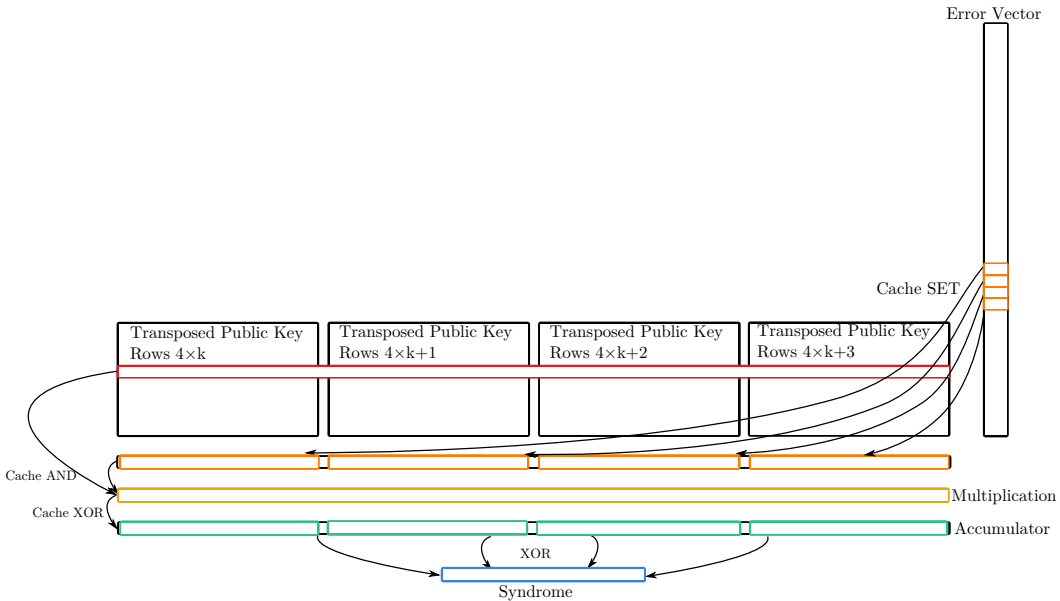 Error Vector
Cache SET
Transposed Public Key
Rows 4×k
Transposed Public Key
Rows 4×k+1
Transposed Public Key
Rows 4×k+2
Transposed Public Key
Rows 4×k+3
Cache AND
Multiplication
Cache XOR
Accumulator
XOR
Syndrome